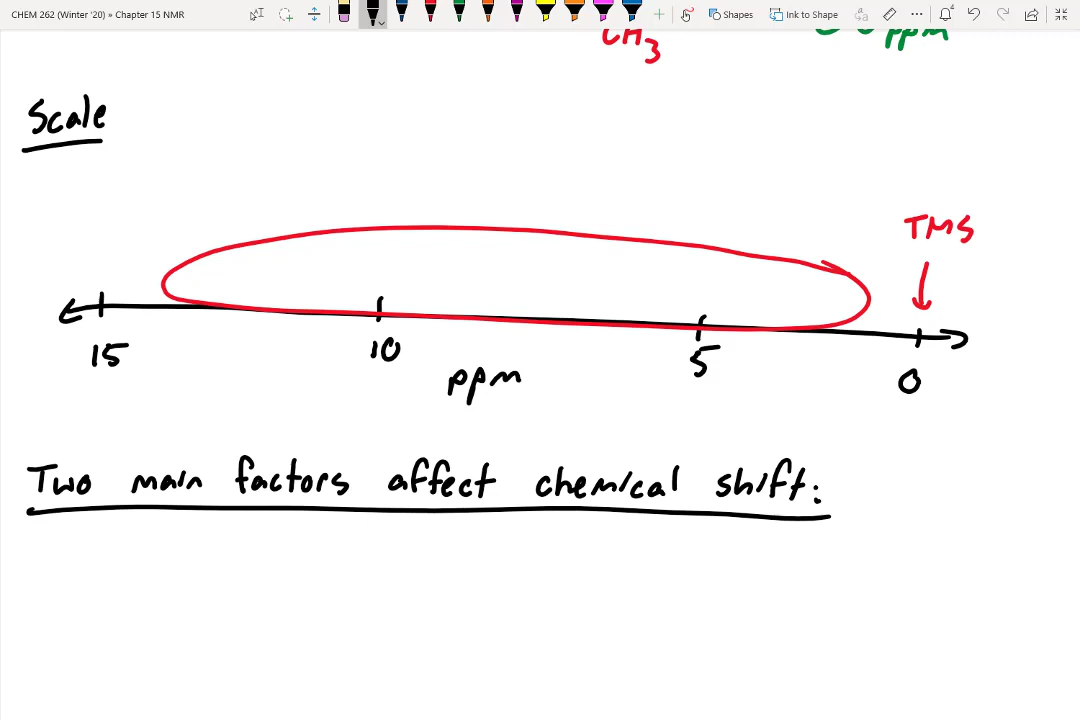 CHEM 262 (Winter '20) » Chapter 15 NMR
Shapes
Ink to Shape
CH3
ppm
Scale
TMS
15 10 5 0
ppm
Two main factors affect chemical shift: